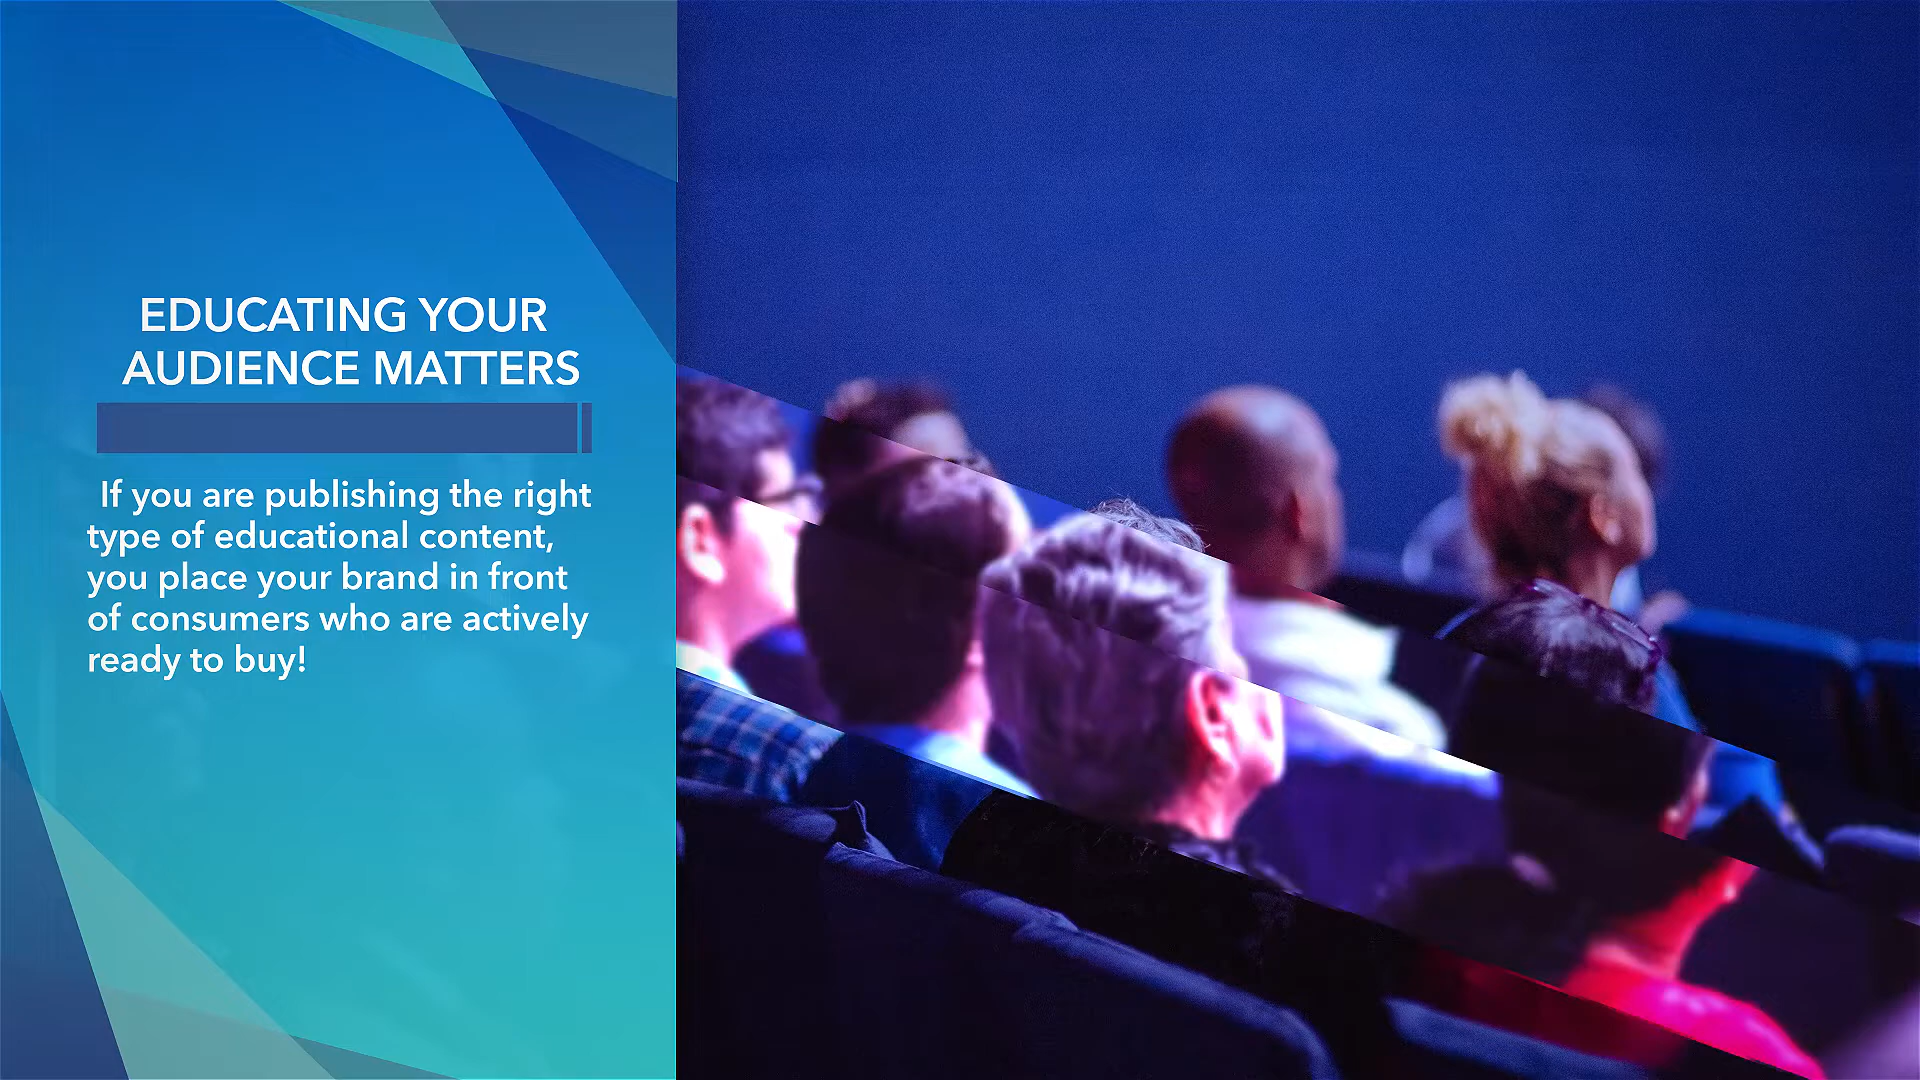 EDUCATING YOUR
AUDIENCE MATTERS
If you are publishing the right
type of educational content,
you place your brand in front
of consumers who are actively
ready to buy!